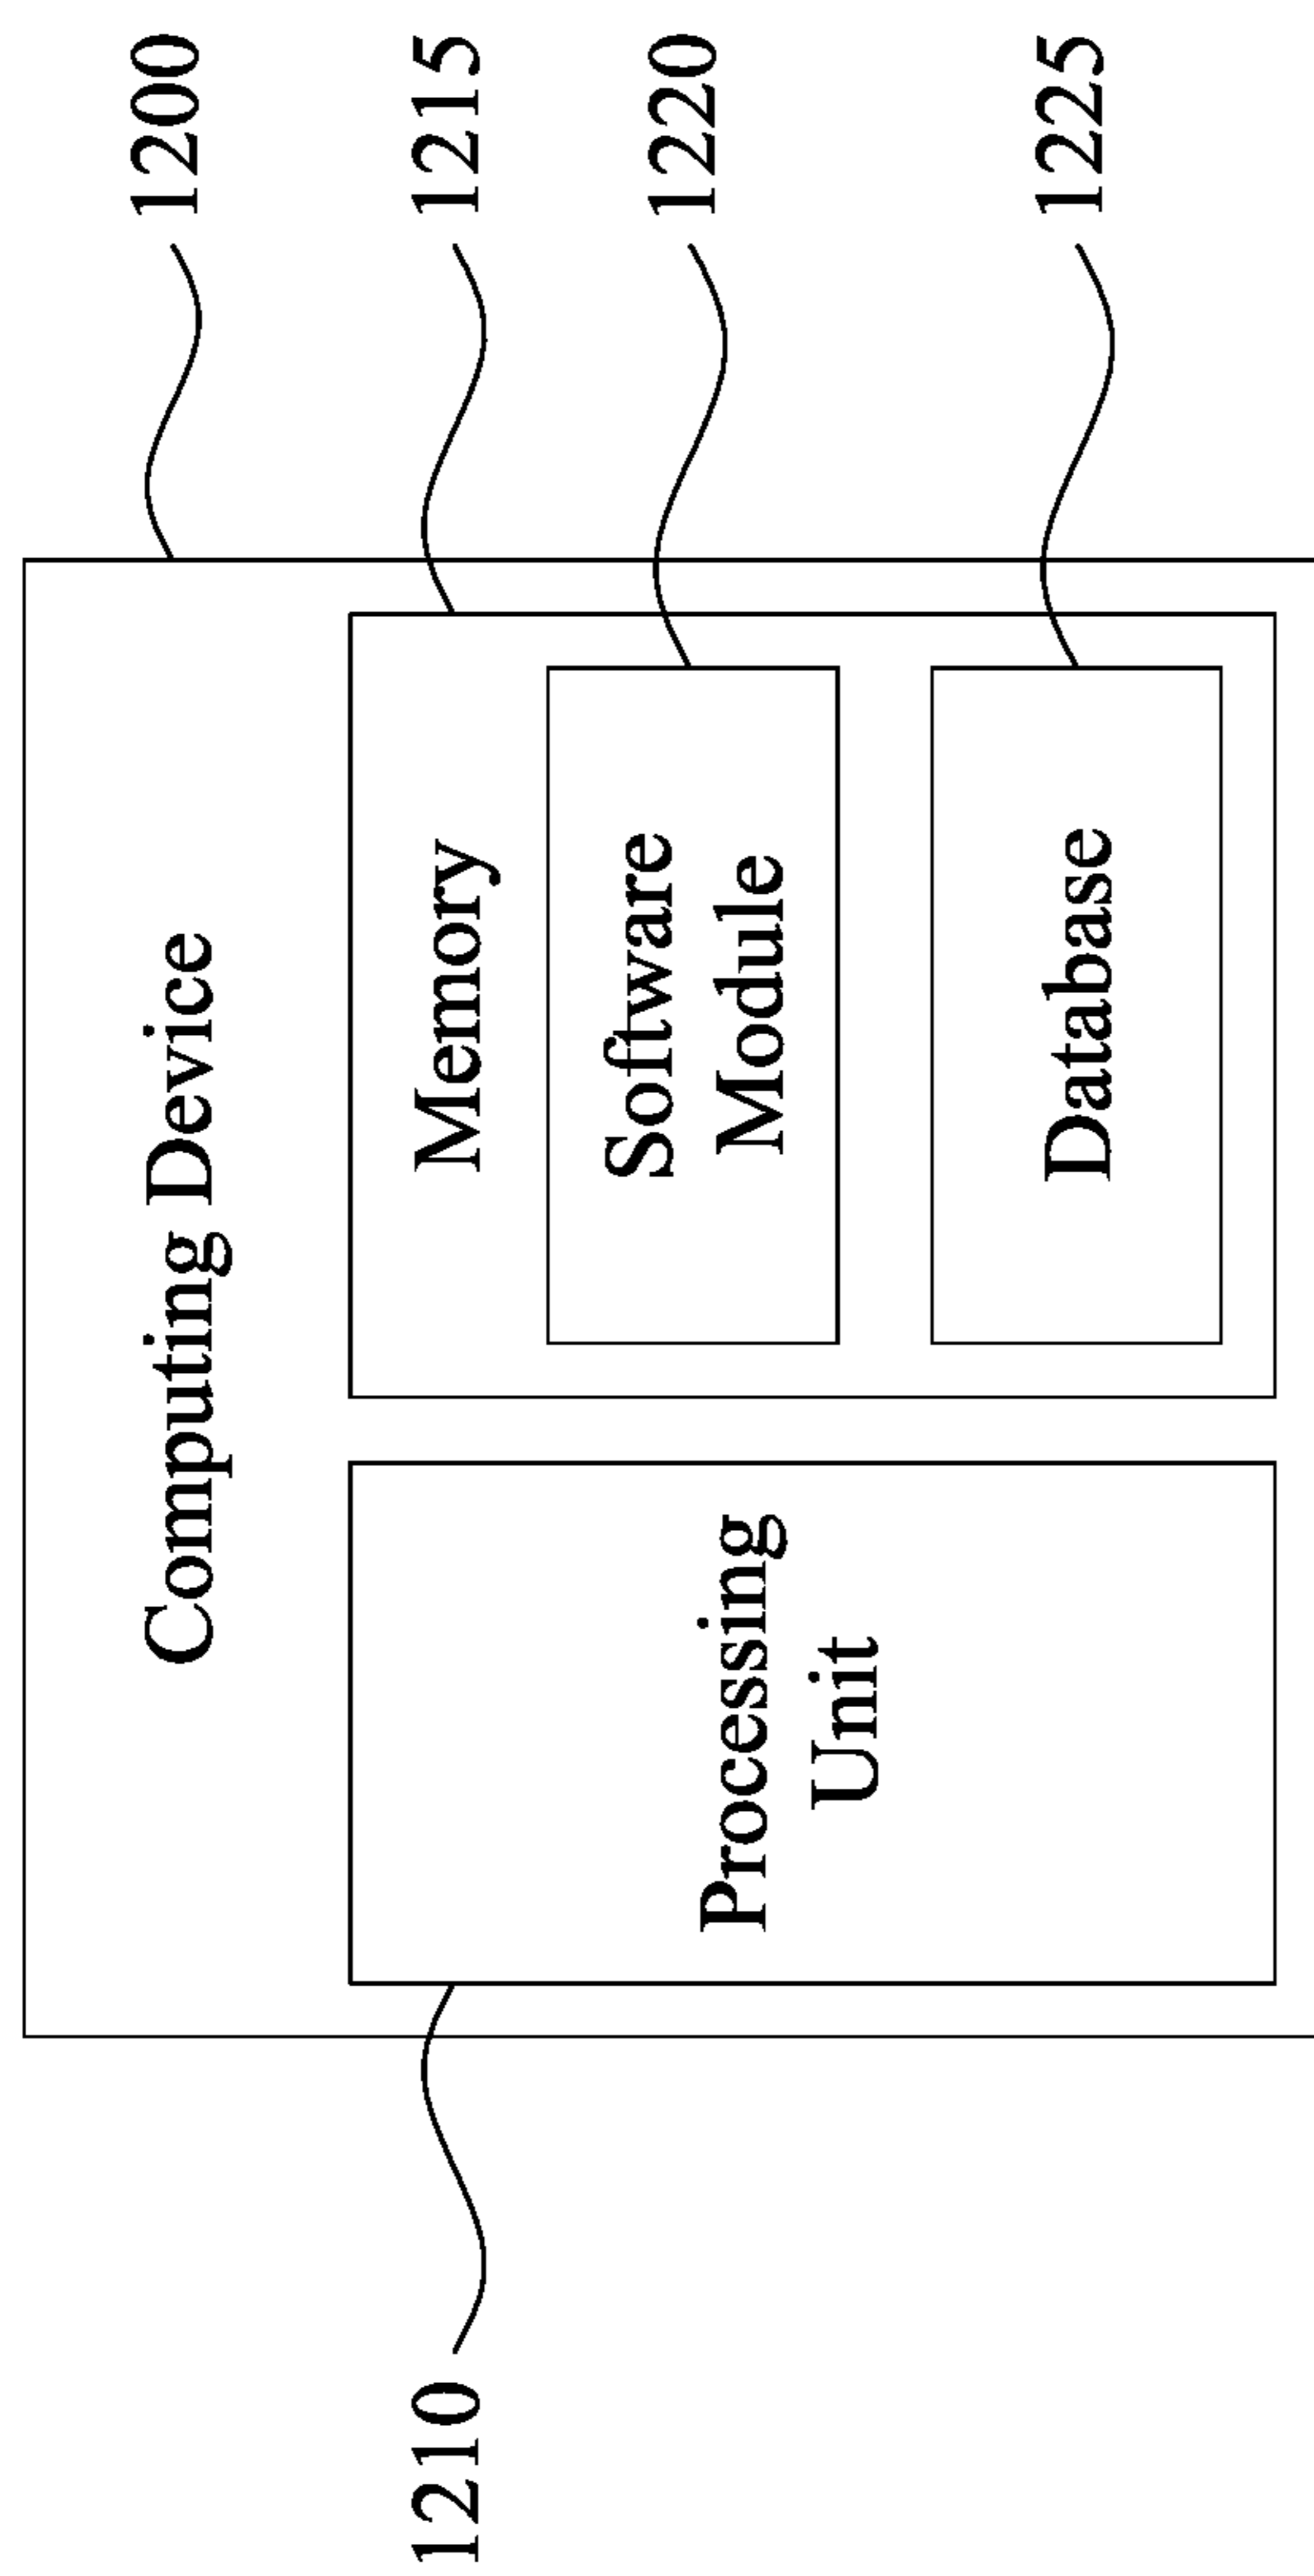 Computing Device
1200
Memory
1215
Software
Module
1220
Processing
Unit
1210
Database
1225